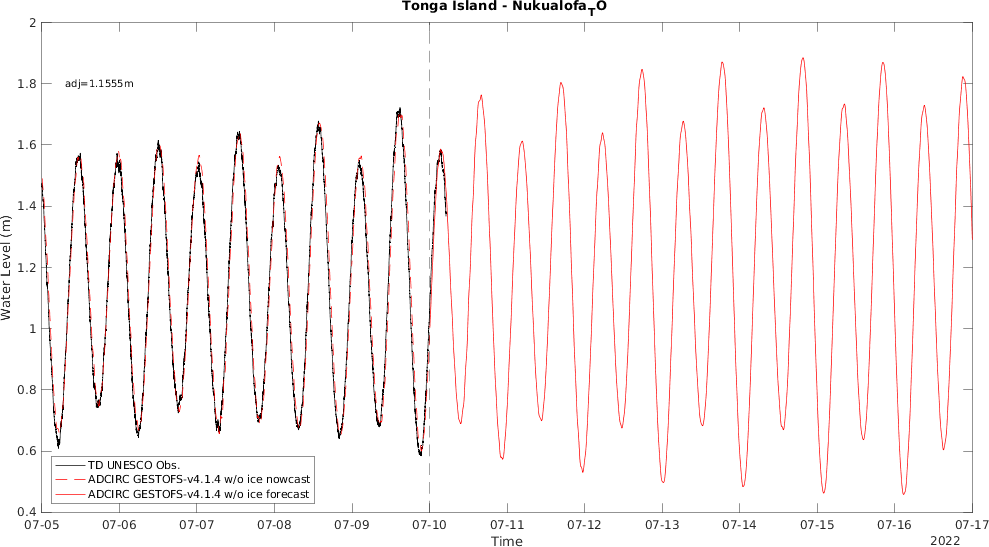 Tonga Island - Nukualofa_TO
2
1.8
1.6
1.4
1.2
1
0.8
0.6
0.4
Water Level (m)
adj=1.1555m
TD UNESCO Obs.
ADCIRC GESTOFS-v4.1.4 w/o ice nowcast
ADCIRC GESTOFS-v4.1.4 w/o ice forecast
07-05 07-06 07-07 07-08 07-09 07-10 07-11 07-12 07-13 07-14 07-15 07-16 07-17
Time
2022